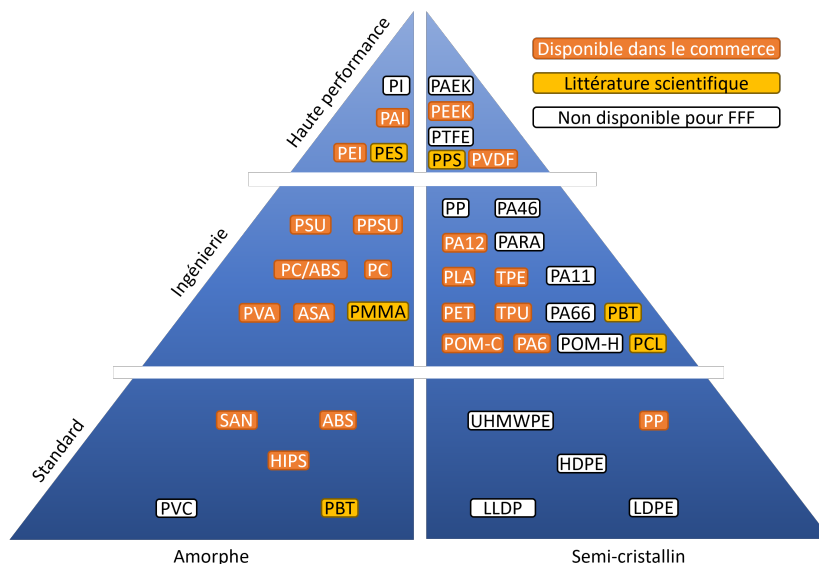 Haute performance
Disponible dans le commerce
Littérature scientifique
Non disponible pour FFF
PI PAEK
PAI PEEK
PTFE
PEI PES PPS PVDF
Ingénierie
PP PA46
PSU PPSU
PA12 PARA
PC/ABS PC PLA TPE PA11
PVA ASA PMMA PET TPU PA66 PBT
POM-C PA6 POM-H PCL
Standard
SAN ABS UHMWPE PP
HIPS HDPE
PVC PBT LLDP LDPE
Amorphe Semi-cristallin